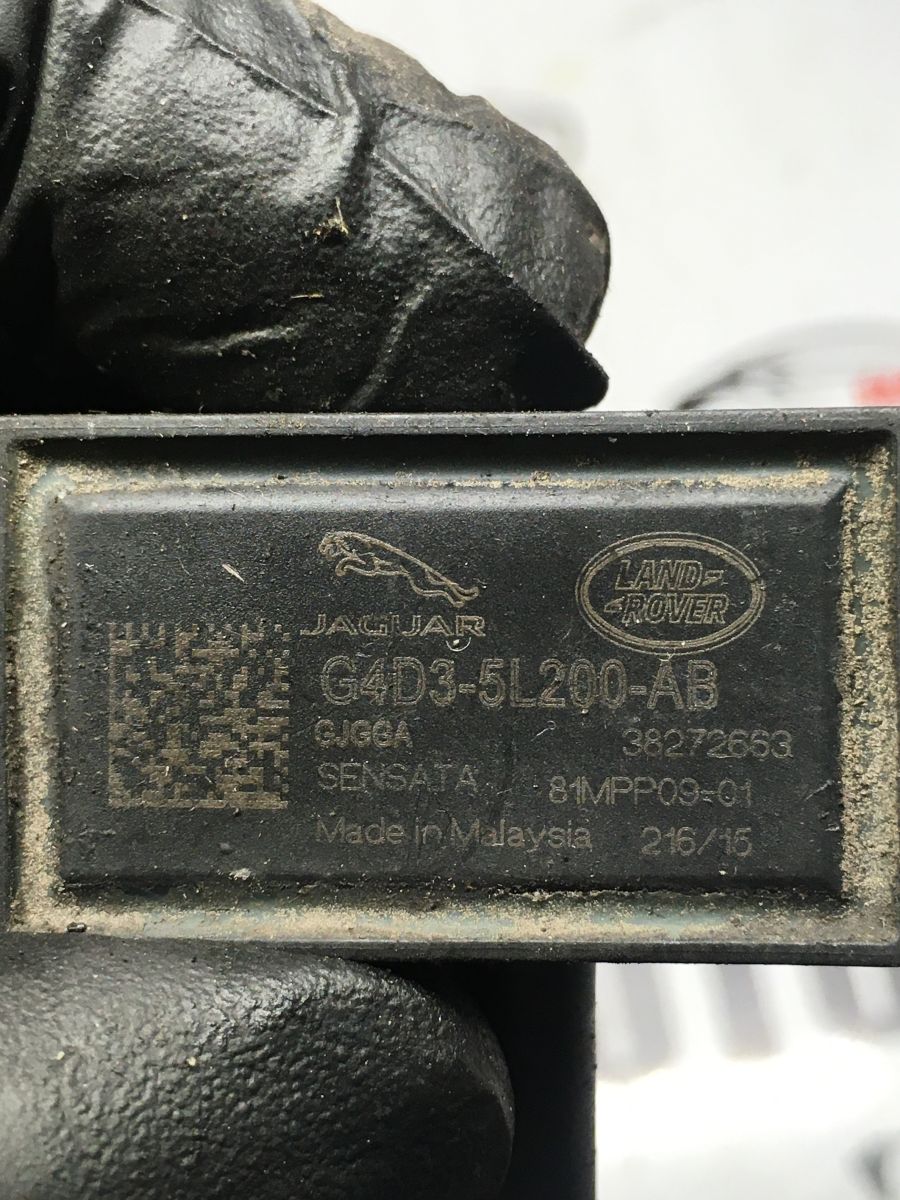 JAGUAR
LAND-
-ROVER
G4D3-5L200-AB
GJGGA 38272663
SENSATA 81MPP09-01
Made in Malaysia 216/15